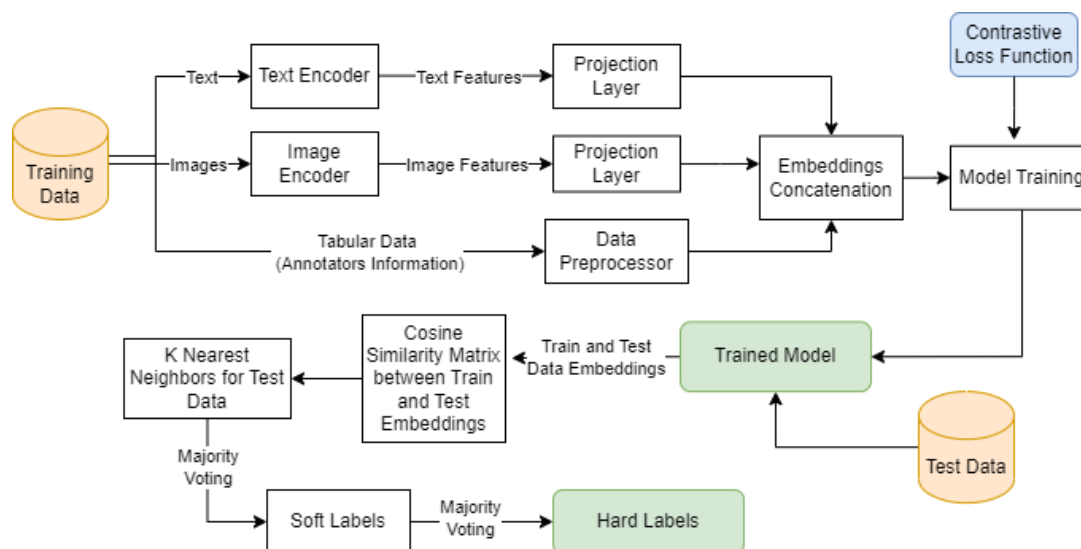 Contrastive
Loss Function
Text
Text Encoder
Text Features
Projection
Layer
Training
Data
Images
Image
Encoder
Image Features
Projection
Layer
Embeddings
Concatenation
Model Training
Tabular Data
(Annotators Information)
Data
Preprocessor
K Nearest
Neighbors for Test
Data
Cosine
Similarity Matrix
between Train
and Test
Embeddings
Train and Test
Data Embeddings
Trained Model
Test Data
Majority
Voting
Soft Labels
Majority
Voting
Hard Labels